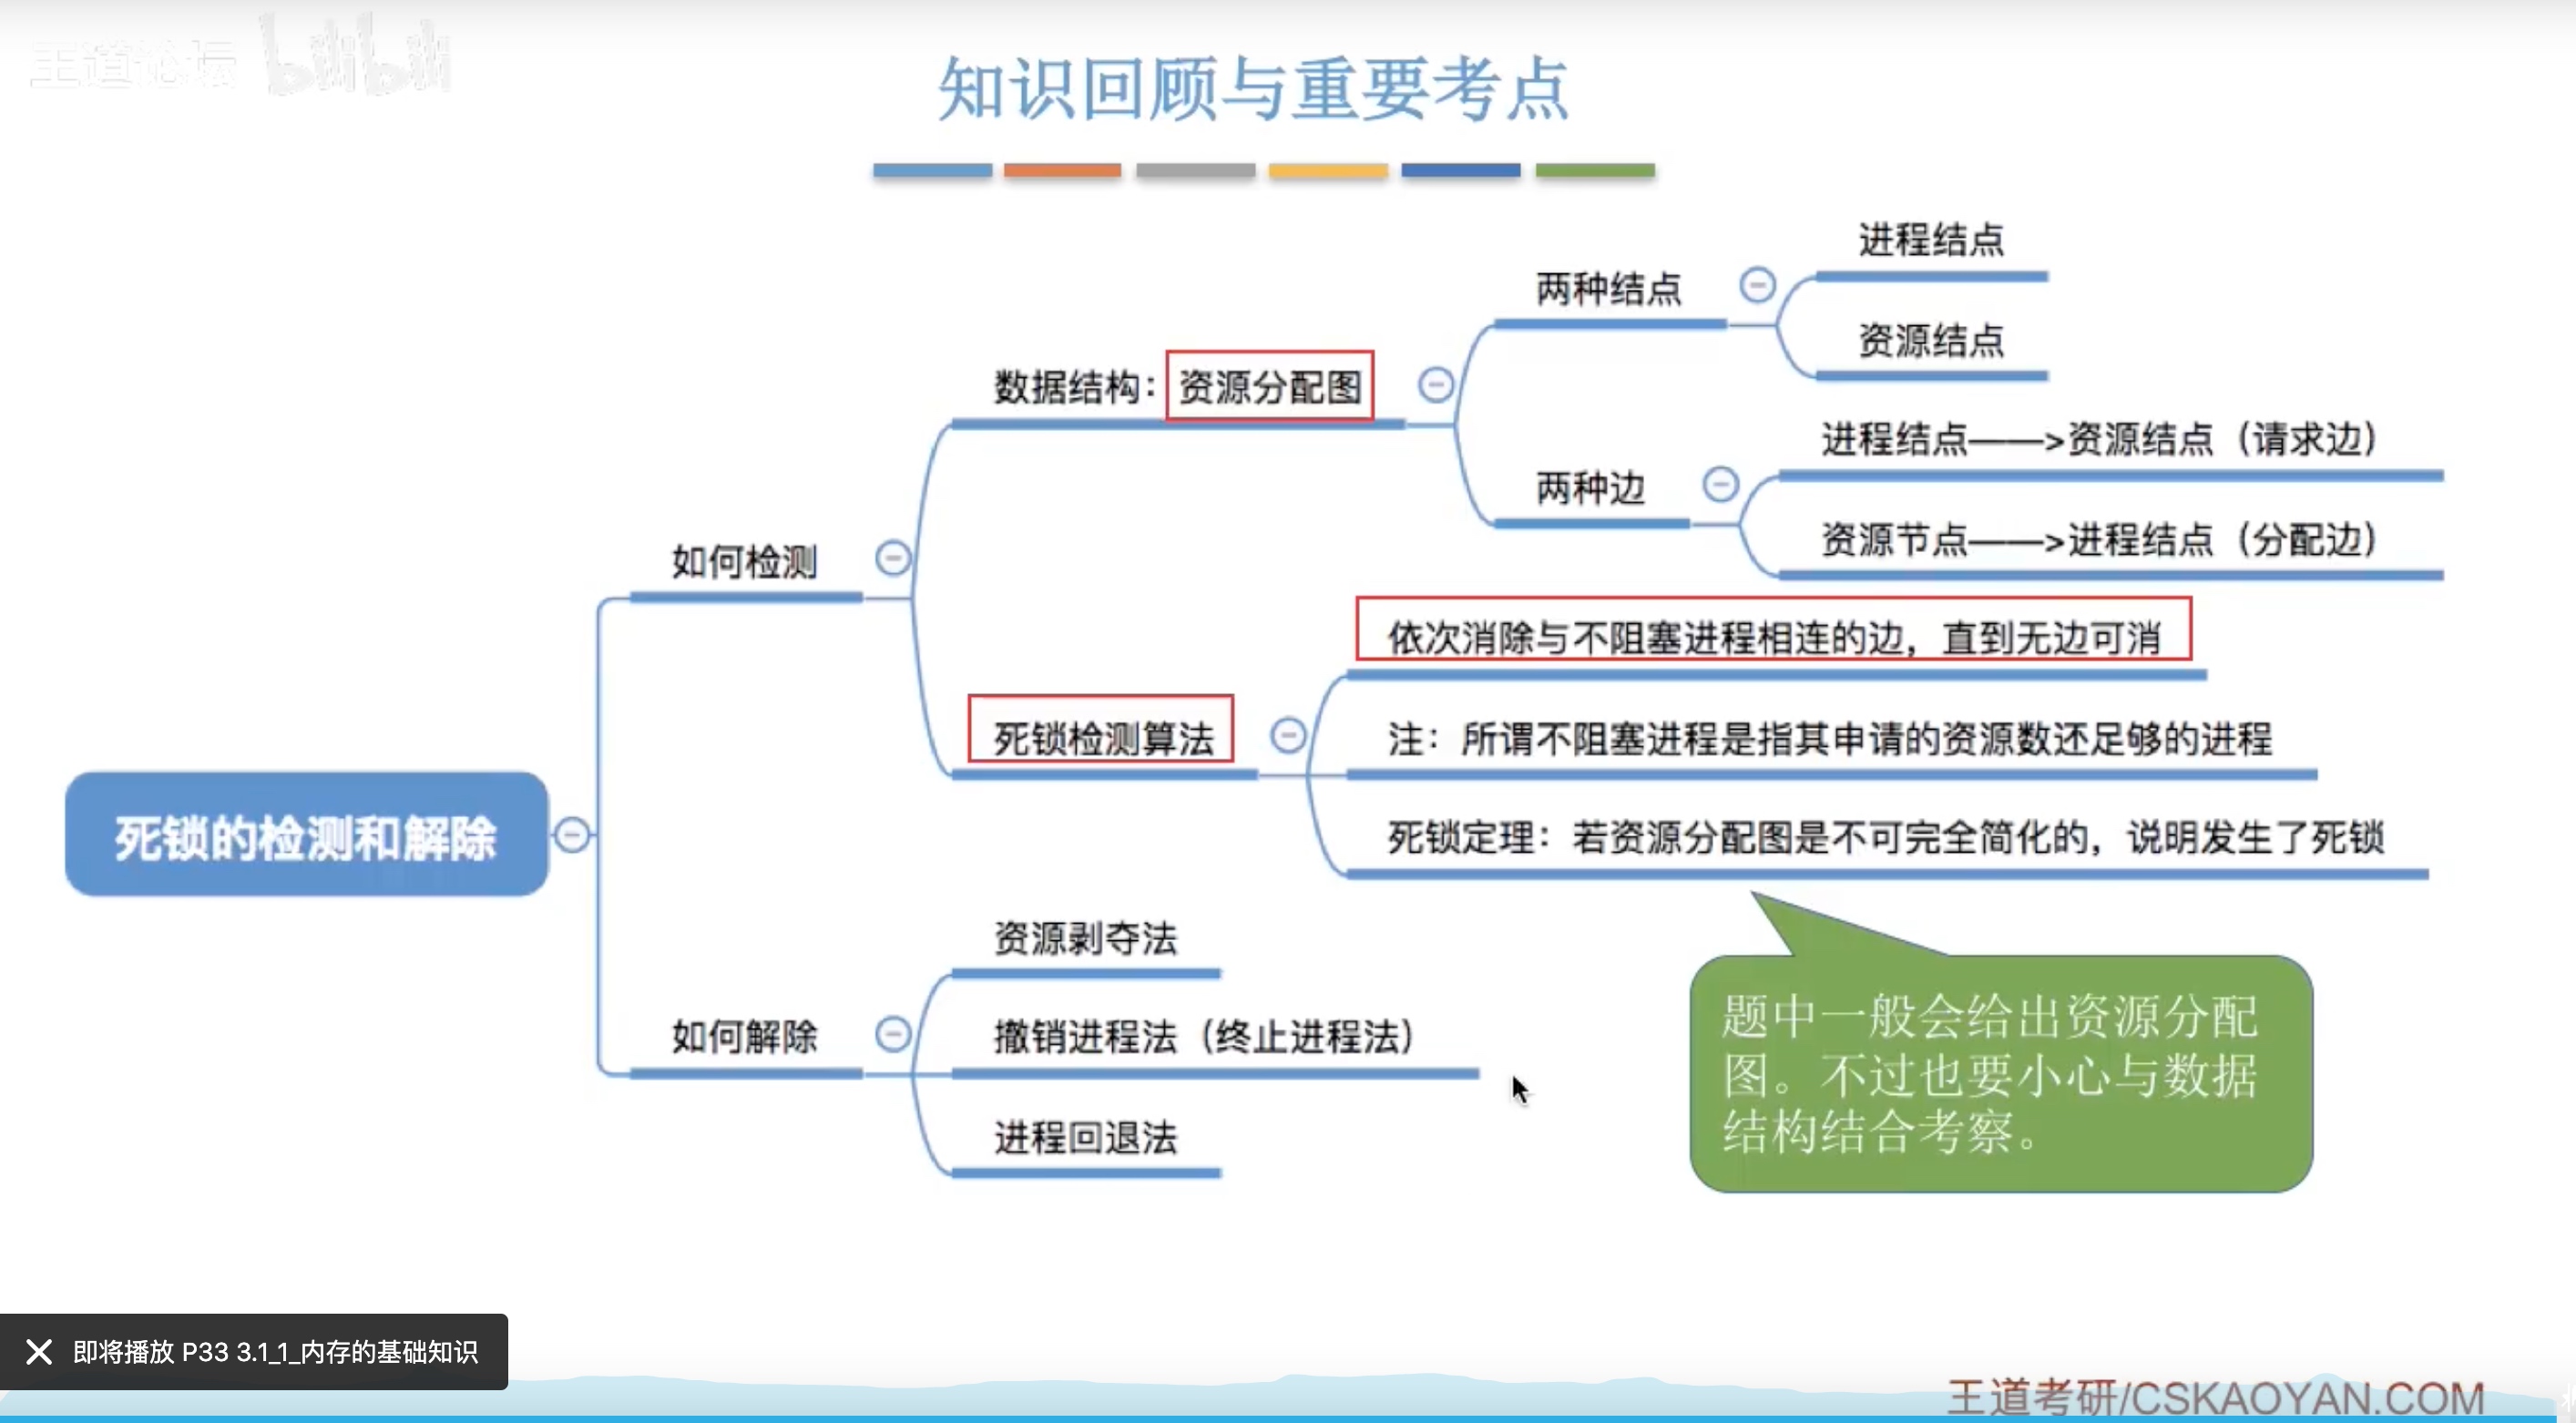 王道论坛 bilibili
知识回顾与重要考点
进程结点
两种结点
资源结点
数据结构：资源分配图
进程结点——>资源结点（请求边）
两种边
资源节点——>进程结点（分配边）
如何检测
依次消除与不阻塞进程相连的边，直到无边可消
死锁检测算法
注：所谓不阻塞进程是指其申请的资源数还足够的进程
死锁定理：若资源分配图是不可完全简化的，说明发生了死锁
死锁的检测和解除
资源剥夺法
如何解除
撤销进程法（终止进程法）
进程回退法
题中一般会给出资源分配
图。不过也要小心与数据
结构结合考察。
即将播放 P33 3.1_1_内存的基础知识
王道考研/CSKAOYAN.COM